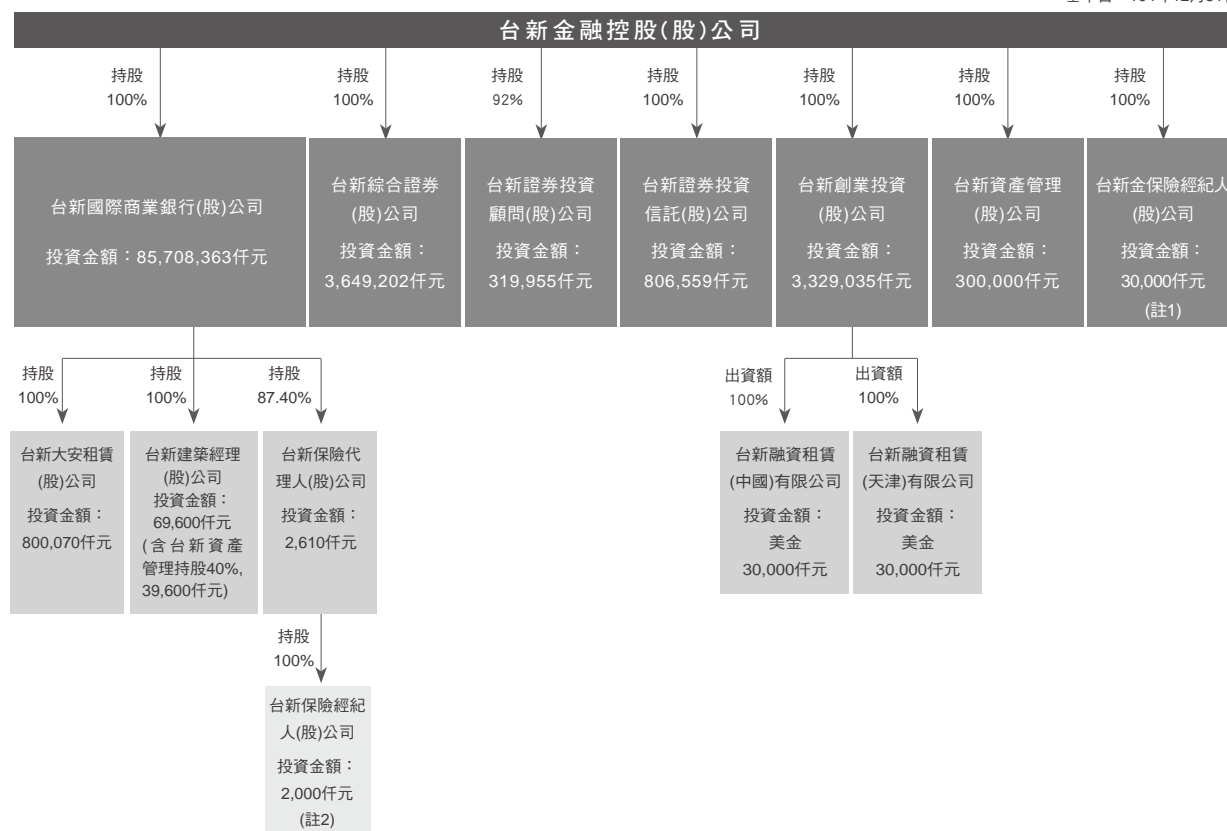 台新金融控股(股)公司
持股
100%
持股
100%
持股
92%
持股
100%
持股
100%
持股
100%
持股
100%
台新國際商業銀行(股)公司
投資金額：85,708,363仟元
台新綜合證券
(股)公司
投資金額：
3,649,202仟元
台新證券投資
顧問(股)公司
投資金額：
319,955仟元
台新證券投資
信託(股)公司
投資金額：
806,559仟元
台新創業投資
(股)公司
投資金額：
3,329,035仟元
台新資產管理
(股)公司
投資金額：
300,000仟元
台新金保險經紀人
(股)公司
投資金額：
30,000仟元
(註1)
持股
100%
持股
100%
持股
87.40%
出資額
100%
出資額
100%
台新大安租賃
(股)公司
投資金額：
800,070仟元
台新建築經理
(股)公司
投資金額：
69,600仟元
(含台新資產
管理持股40%,
39,600仟元)
台新保險代
理人(股)公司
投資金額：
2,610仟元
台新融資租賃
(中國)有限公司
投資金額：
美金
30,000仟元
台新融資租賃
(天津)有限公司
投資金額：
美金
30,000仟元
持股
100%
台新保險經紀
人(股)公司
投資金額：
2,000仟元
(註2)